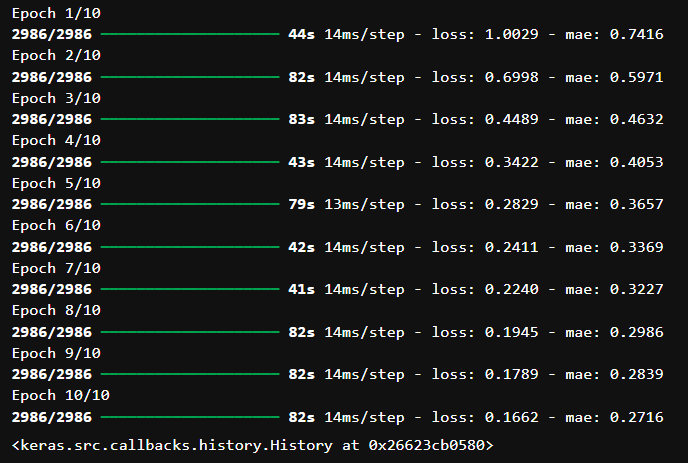 Epoch 1/10
2986/2986 ━━━━━━━━━━━━━━━━━━━━ 44s 14ms/step - loss: 1.0029 - mae: 0.7416
Epoch 2/10
2986/2986 ━━━━━━━━━━━━━━━━━━━━ 82s 14ms/step - loss: 0.6998 - mae: 0.5971
Epoch 3/10
2986/2986 ━━━━━━━━━━━━━━━━━━━━ 83s 14ms/step - loss: 0.4489 - mae: 0.4632
Epoch 4/10
2986/2986 ━━━━━━━━━━━━━━━━━━━━ 43s 14ms/step - loss: 0.3422 - mae: 0.4053
Epoch 5/10
2986/2986 ━━━━━━━━━━━━━━━━━━━━ 79s 13ms/step - loss: 0.2829 - mae: 0.3657
Epoch 6/10
2986/2986 ━━━━━━━━━━━━━━━━━━━━ 42s 14ms/step - loss: 0.2411 - mae: 0.3369
Epoch 7/10
2986/2986 ━━━━━━━━━━━━━━━━━━━━ 41s 14ms/step - loss: 0.2240 - mae: 0.3227
Epoch 8/10
2986/2986 ━━━━━━━━━━━━━━━━━━━━ 82s 14ms/step - loss: 0.1945 - mae: 0.2986
Epoch 9/10
2986/2986 ━━━━━━━━━━━━━━━━━━━━ 82s 14ms/step - loss: 0.1789 - mae: 0.2839
Epoch 10/10
2986/2986 ━━━━━━━━━━━━━━━━━━━━ 82s 14ms/step - loss: 0.1662 - mae: 0.2716
<keras.src.callbacks.history.History at 0x26623cb0580>